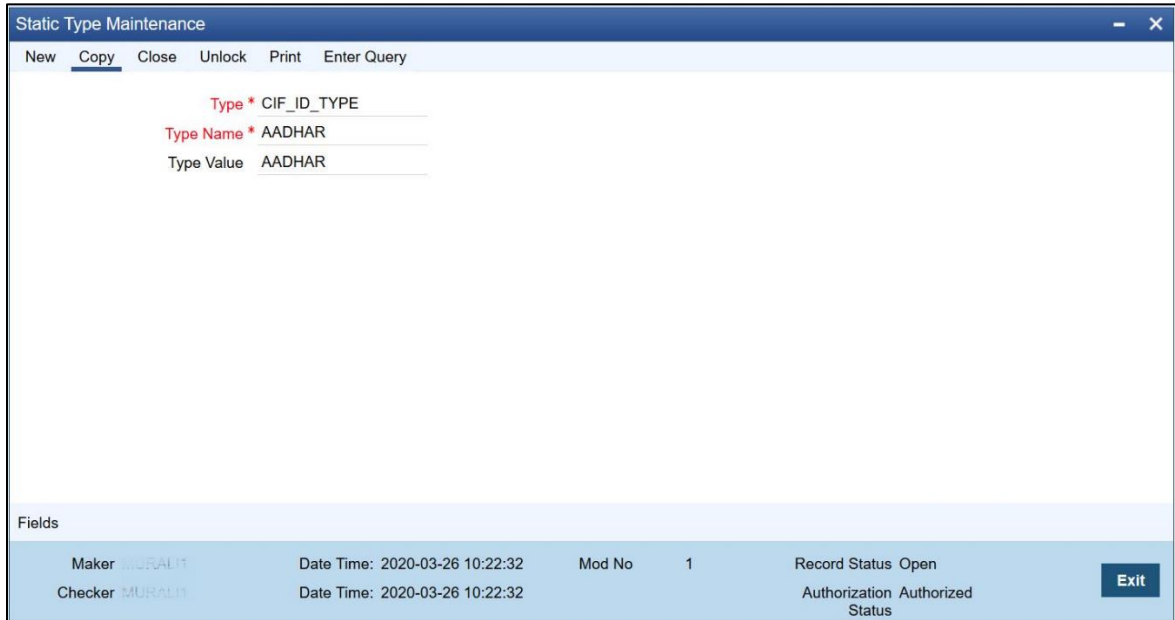 Static Type Maintenance
New Copy Close Unlock Print Enter Query
Type * CIF_ID_TYPE
Type Name * AADHAR
Type Value AADHAR
Fields
Maker Date Time: 2020-03-26 10:22:32 Mod No 1 Record Status Open
Checker Date Time: 2020-03-26 10:22:32 Authorization Status Authorized
Exit